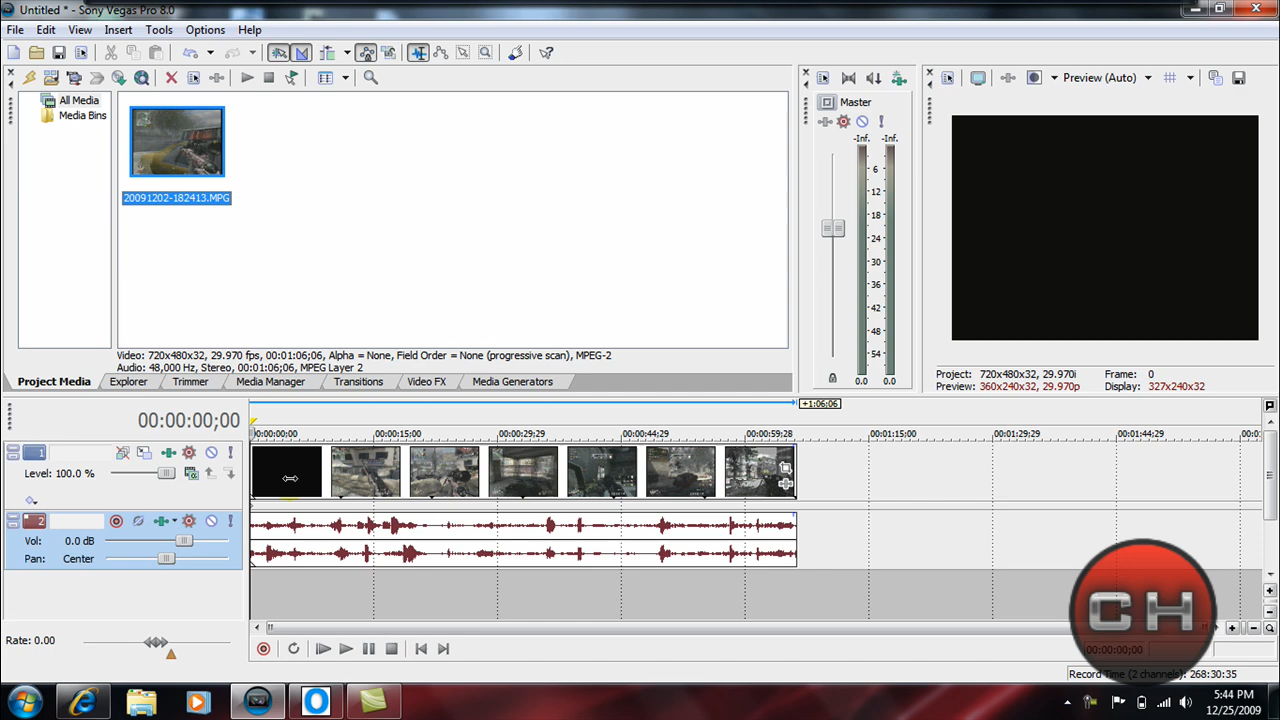 Untitled * - Sony Vegas Pro 8.0
File Edit View Insert Tools Options Help
All Media
Media Bins
20091202-182413.MPG
Video: 720x480x32, 29.970 fps, 00:01:06;06, Alpha = None, Field Order = None (progressive scan), MPEG-2
Audio: 48,000 Hz, Stereo, 00:01:06;06, MPEG Layer 2
Project Media Explorer Trimmer Media Manager Transitions Video FX Media Generators
Master
-Inf. -Inf.
6
12
18
24
30
36
42
48
54
0.0 0.0
Preview (Auto)
Project: 720x480x32, 29.970i Frame: 0
Preview: 360x240x32, 29.970p Display: 327x240x32
+1:06;06
00:00:00;00
00:00:00;00 00:00:15;00 00:00:29;29 00:00:44;29 00:00:59;28 00:01:15;00 00:01:29;29 00:01:44;29 00:0
1
Level: 100.0 %
2
Vol: 0.0 dB
Pan: Center
Rate: 0.00
CH
00:00:00;00
Record Time (2 channels): 268:30:35
5:44 PM
12/25/2009